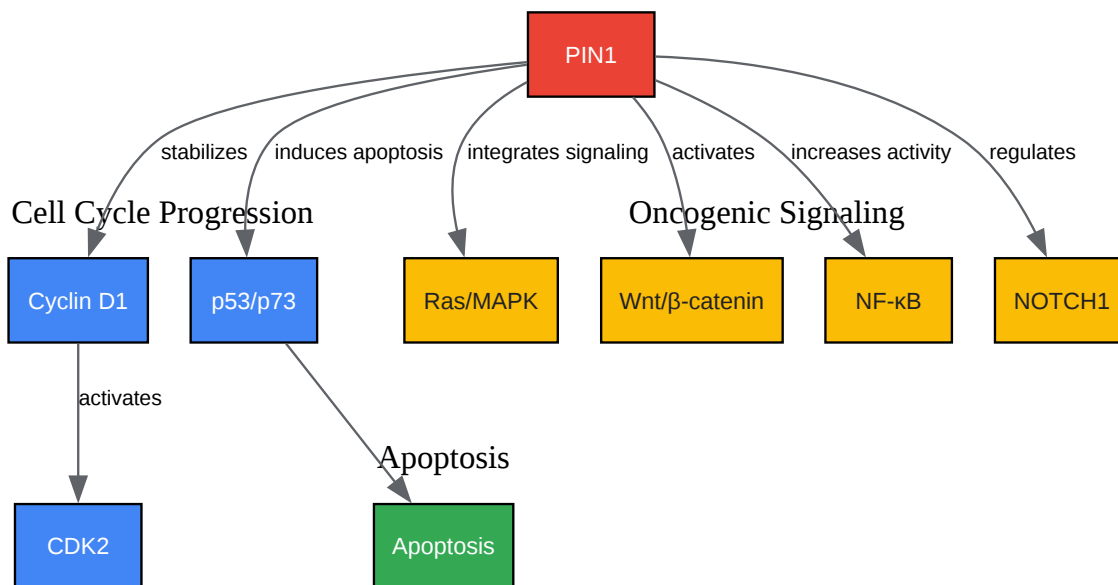 PIN1
stabilizes
induces apoptosis
integrates signaling
activates
increases activity
regulates
Cell Cycle Progression
Oncogenic Signaling
Cyclin D1
p53/p73
Ras/MAPK
Wnt/β-catenin
NF-κB
NOTCH1
activates
Apoptosis
CDK2
Apoptosis